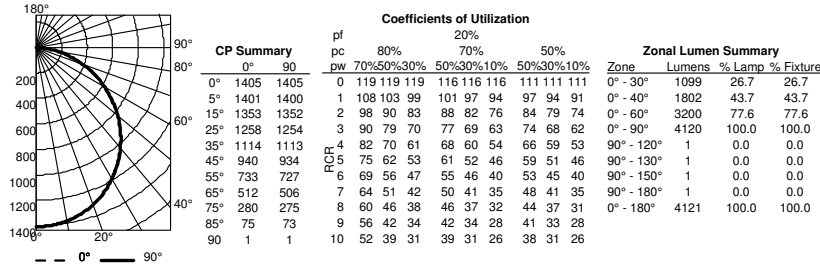 180°
90°
80°
60°
40°
200
400
600
800
1000
1200
1400
0° 20°
0° 90°
CP Summary
0° 90
0° 1405 1405
5° 1401 1400
15° 1353 1352
25° 1258 1254
35° 1114 1113
45° 940 934
55° 733 727
65° 512 506
75° 280 275
85° 75 73
90 1 1
Coefficients of Utilization
pf 20%
pc 80% 70% 50%
pw 70%50%30% 50%30%10% 50%30%10%
RCR
0 119 119 119 116 116 116 111 111 111
1 108 103 99 101 97 94 97 94 91
2 98 90 83 88 82 76 84 79 74
3 90 79 70 77 69 63 74 68 62
4 82 70 61 68 60 54 66 59 53
5 75 62 53 61 52 46 59 51 46
6 69 56 47 55 46 40 53 45 40
7 64 51 42 50 41 35 48 41 35
8 60 46 38 46 37 32 44 37 31
9 56 42 34 42 34 28 41 33 28
10 52 39 31 39 31 26 38 31 26
Zonal Lumen Summary
Zone Lumens % Lamp % Fixture
0° - 30° 1099 26.7 26.7
0° - 40° 1802 43.7 43.7
0° - 60° 3200 77.6 77.6
0° - 90° 4120 100.0 100.0
90° - 120° 1 0.0 0.0
90° - 130° 1 0.0 0.0
90° - 150° 1 0.0 0.0
90° - 180° 1 0.0 0.0
0° - 180° 4121 100.0 100.0